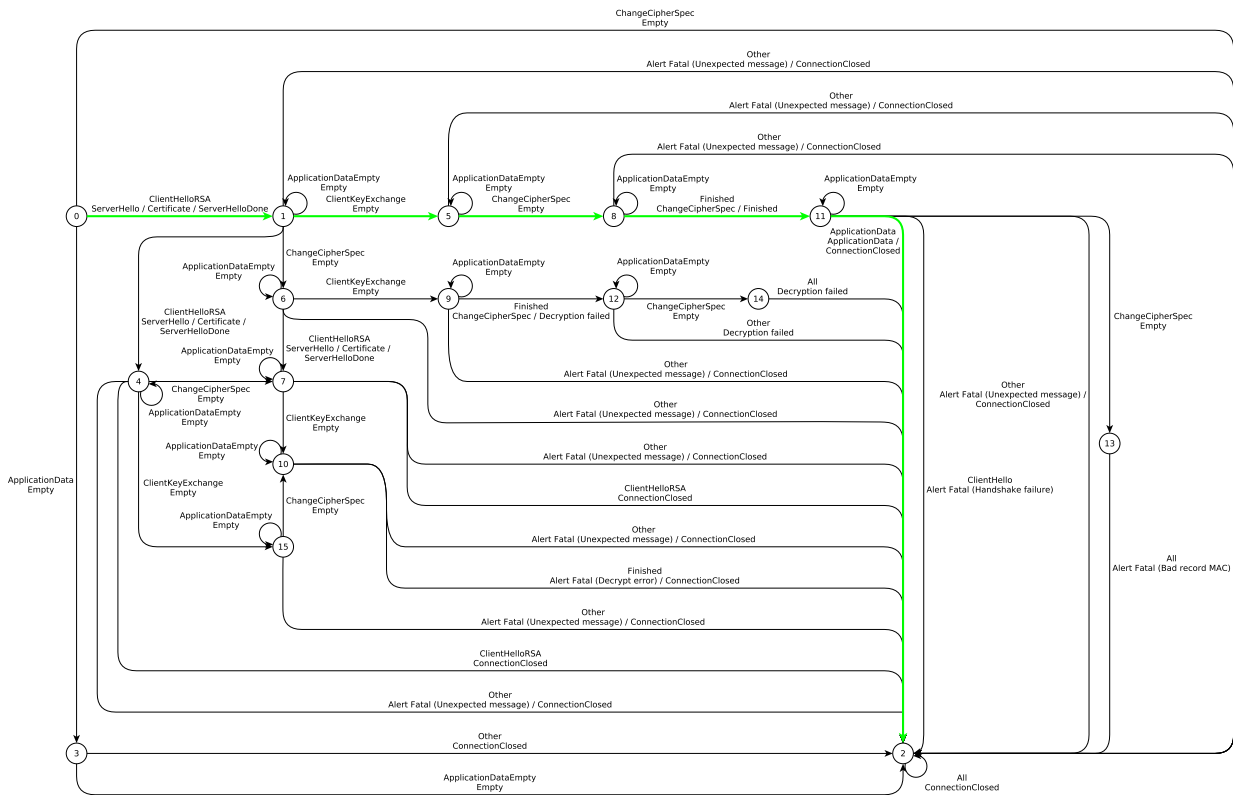 ChangeCipherSpec
Empty
Other
Alert Fatal (Unexpected message) / ConnectionClosed
Other
Alert Fatal (Unexpected message) / ConnectionClosed
Other
Alert Fatal (Unexpected message) / ConnectionClosed
ApplicationDataEmpty
Empty
ApplicationDataEmpty
Empty
ApplicationDataEmpty
Empty
ApplicationDataEmpty
Empty
ClientHelloRSA
ServerHello / Certificate / ServerHelloDone
ClientKeyExchange
Empty
ChangeCipherSpec
Empty
Finished
ChangeCipherSpec / Finished
0
1
5
8
11
ApplicationData
ApplicationData /
ConnectionClosed
ChangeCipherSpec
Empty
ApplicationDataEmpty
Empty
ClientKeyExchange
Empty
ApplicationDataEmpty
Empty
ApplicationDataEmpty
Empty
All
Decryption failed
6
9
12
14
Finished
ChangeCipherSpec / Decryption failed
ChangeCipherSpec
Empty
Other
Decryption failed
ChangeCipherSpec
Empty
ClientHelloRSA
ServerHello / Certificate /
ServerHelloDone
ClientHelloRSA
ServerHello / Certificate /
ServerHelloDone
ApplicationDataEmpty
Empty
Other
Alert Fatal (Unexpected message) / ConnectionClosed
4
7
ChangeCipherSpec
Empty
ApplicationDataEmpty
Empty
Other
Alert Fatal (Unexpected message) /
ConnectionClosed
Other
Alert Fatal (Unexpected message) / ConnectionClosed
ClientKeyExchange
Empty
13
ApplicationDataEmpty
Empty
10
Other
Alert Fatal (Unexpected message) / ConnectionClosed
ApplicationData
Empty
ClientKeyExchange
Empty
ChangeCipherSpec
Empty
ClientHelloRSA
ConnectionClosed
ClientHello
Alert Fatal (Handshake failure)
ApplicationDataEmpty
Empty
15
Other
Alert Fatal (Unexpected message) / ConnectionClosed
All
Alert Fatal (Bad record MAC)
Finished
Alert Fatal (Decrypt error) / ConnectionClosed
Other
Alert Fatal (Unexpected message) / ConnectionClosed
ClientHelloRSA
ConnectionClosed
Other
Alert Fatal (Unexpected message) / ConnectionClosed
3
Other
ConnectionClosed
2
ApplicationDataEmpty
Empty
All
ConnectionClosed